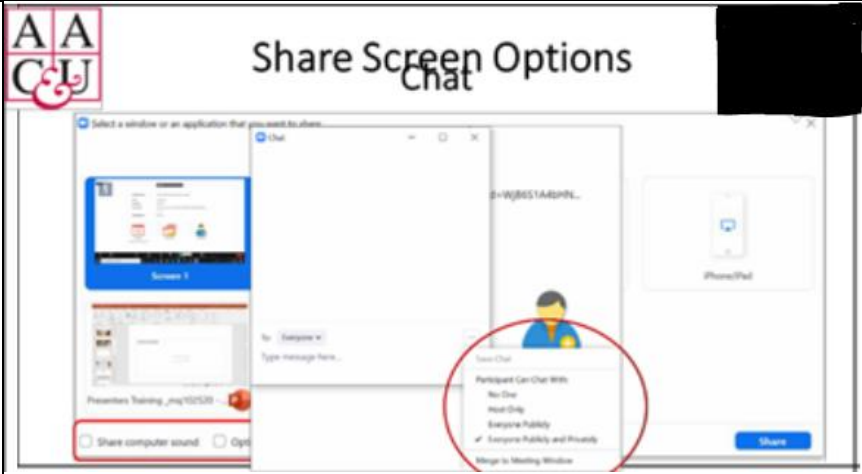 A A
C&U
Share Screen Options
Chat
Select a window or an application that you want to share
Chat
Screen 1
iPhone/iPad
To: Everyone
Type message here...
Save Chat
Participant Can Chat With:
No One
Host Only
Everyone Publicly
✓ Everyone Publicly and Privately
Merge to Meeting Window
Presenters Training
Share computer sound
Share